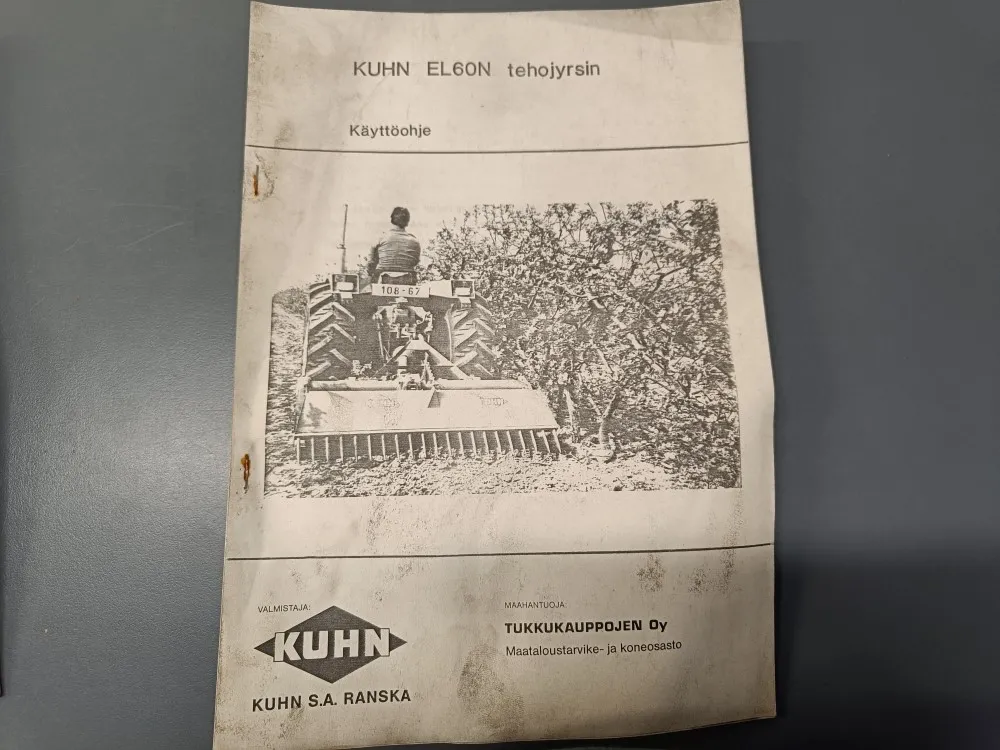 KUHN EL60N tehojyrsin
Käyttöohje
108-67
VALMISTAJA:
KUHN
KUHN S.A. RANSKA
MAAHANTUOJA:
TUKKUKAUPPOJEN Oy
Maataloustarvike- ja koneosasto